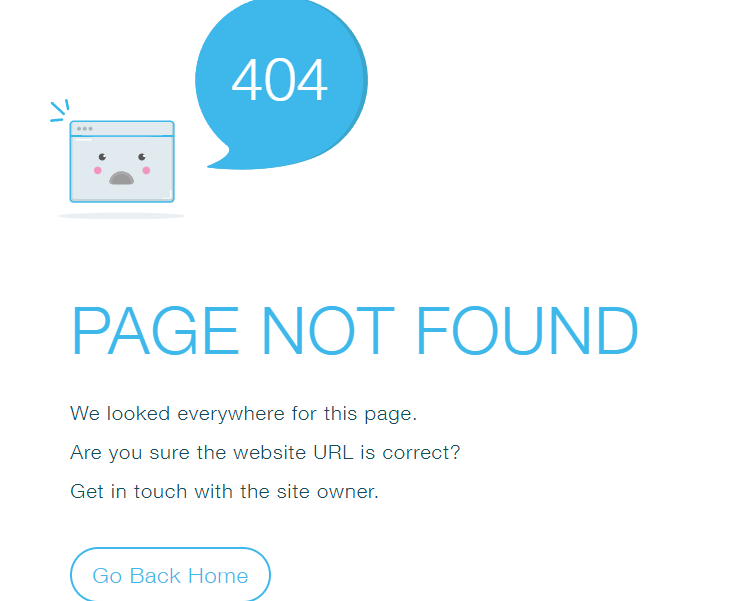 404
PAGE NOT FOUND
We looked everywhere for this page.
Are you sure the website URL is correct?
Get in touch with the site owner.
Go Back Home